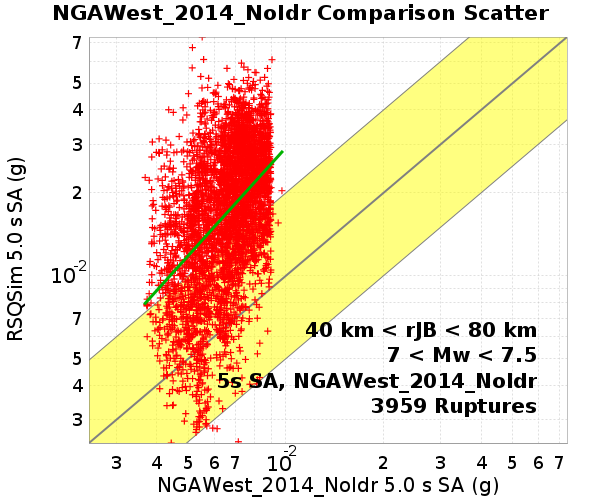 NGAWest_2014_NoIdr Comparison Scatter
7
5
4
3
2
10-2
7
5
4
3
RSQSim 5.0 s SA (g)
40 km < rJB < 80 km
7 < Mw < 7.5
5s SA, NGAWest_2014_NoIdr
3959 Ruptures
3 4 5 6 7 10-2 2 3 4 5 6 7
NGAWest_2014_NoIdr 5.0 s SA (g)